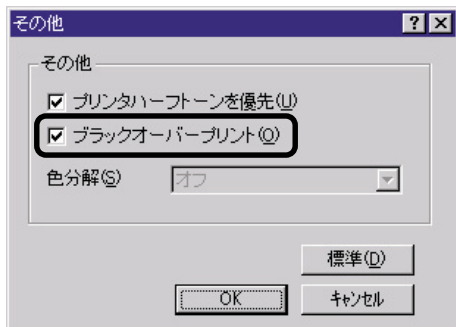 その他
その他
プリンタハーフトーンを優先(U)
ブラックオーバープリント(O)
色分解(S) オフ
標準(D)
OK キャンセル